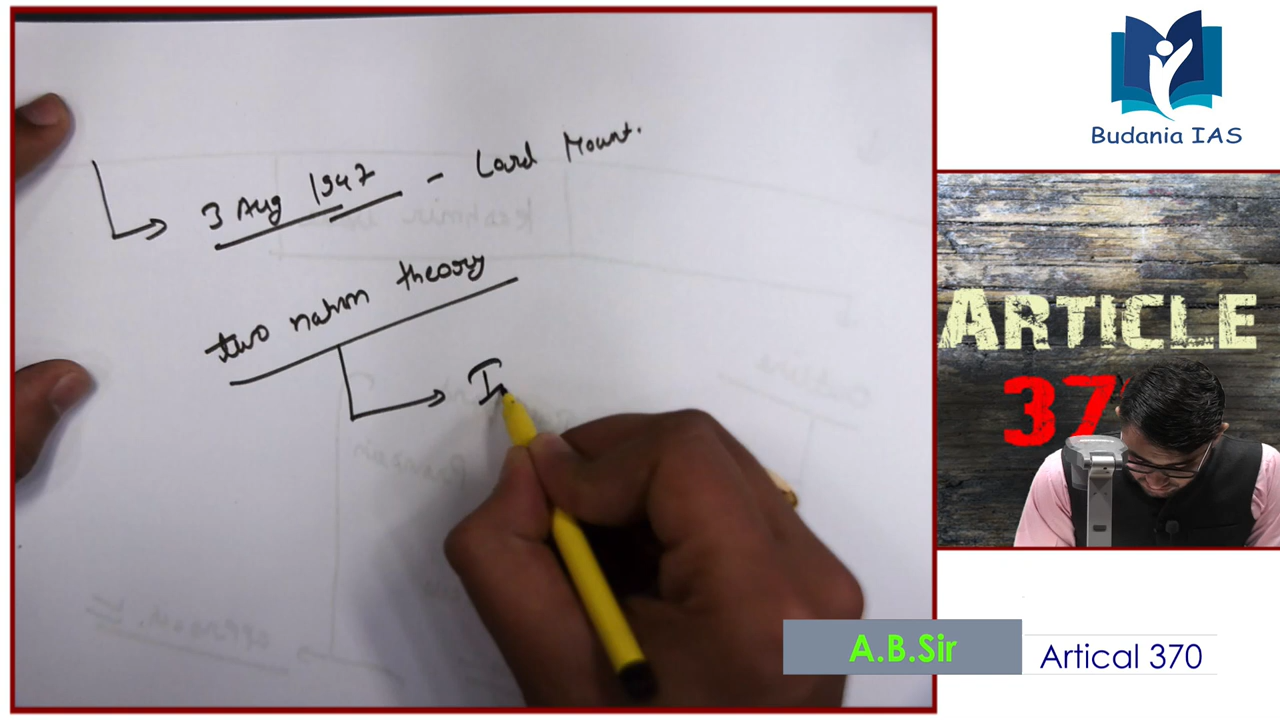 3 Aug 1947 - Lord Mount.
two nation theory
I
Budania IAS
ARTICLE
37
A.B.Sir
Artical 370